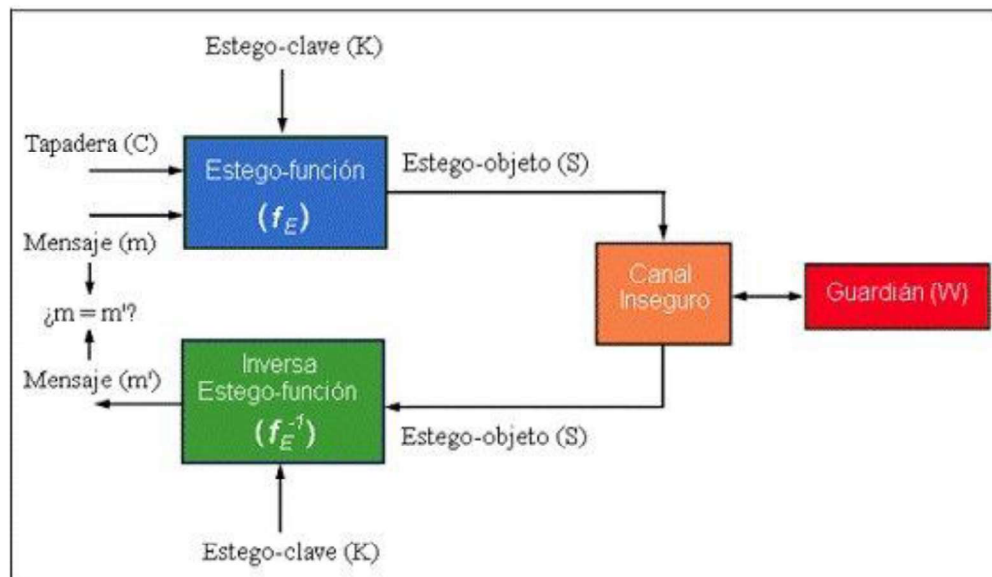 Estego-clave (K)
Tapadera (C)
Estego-función
(fE)
Estego-objeto (S)
Mensaje (m)
Canal
Inseguro
Guardián (W)
¿m = m'?
Inversa
Estego-función
(fE-1)
Mensaje (m')
Estego-objeto (S)
Estego-clave (K)